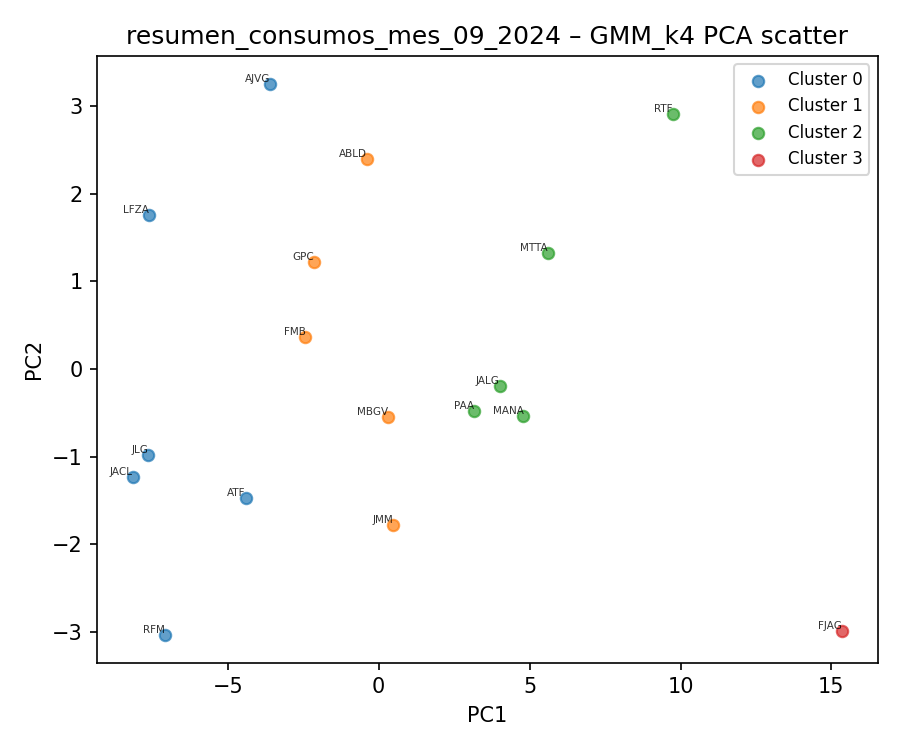 resumen_consumos_mes_09_2024 – GMM_k4 PCA scatter
Cluster 0
Cluster 1
Cluster 2
Cluster 3
AJVG
RTF
ABLD
LFZA
MTTA
GPC
FMB
JALG
PAA
MANA
MBGV
JLG
JACL
ATF
JMM
RFM
FJAG
3
2
1
0
−1
−2
−3
PC2
−5
0
5
10
15
PC1